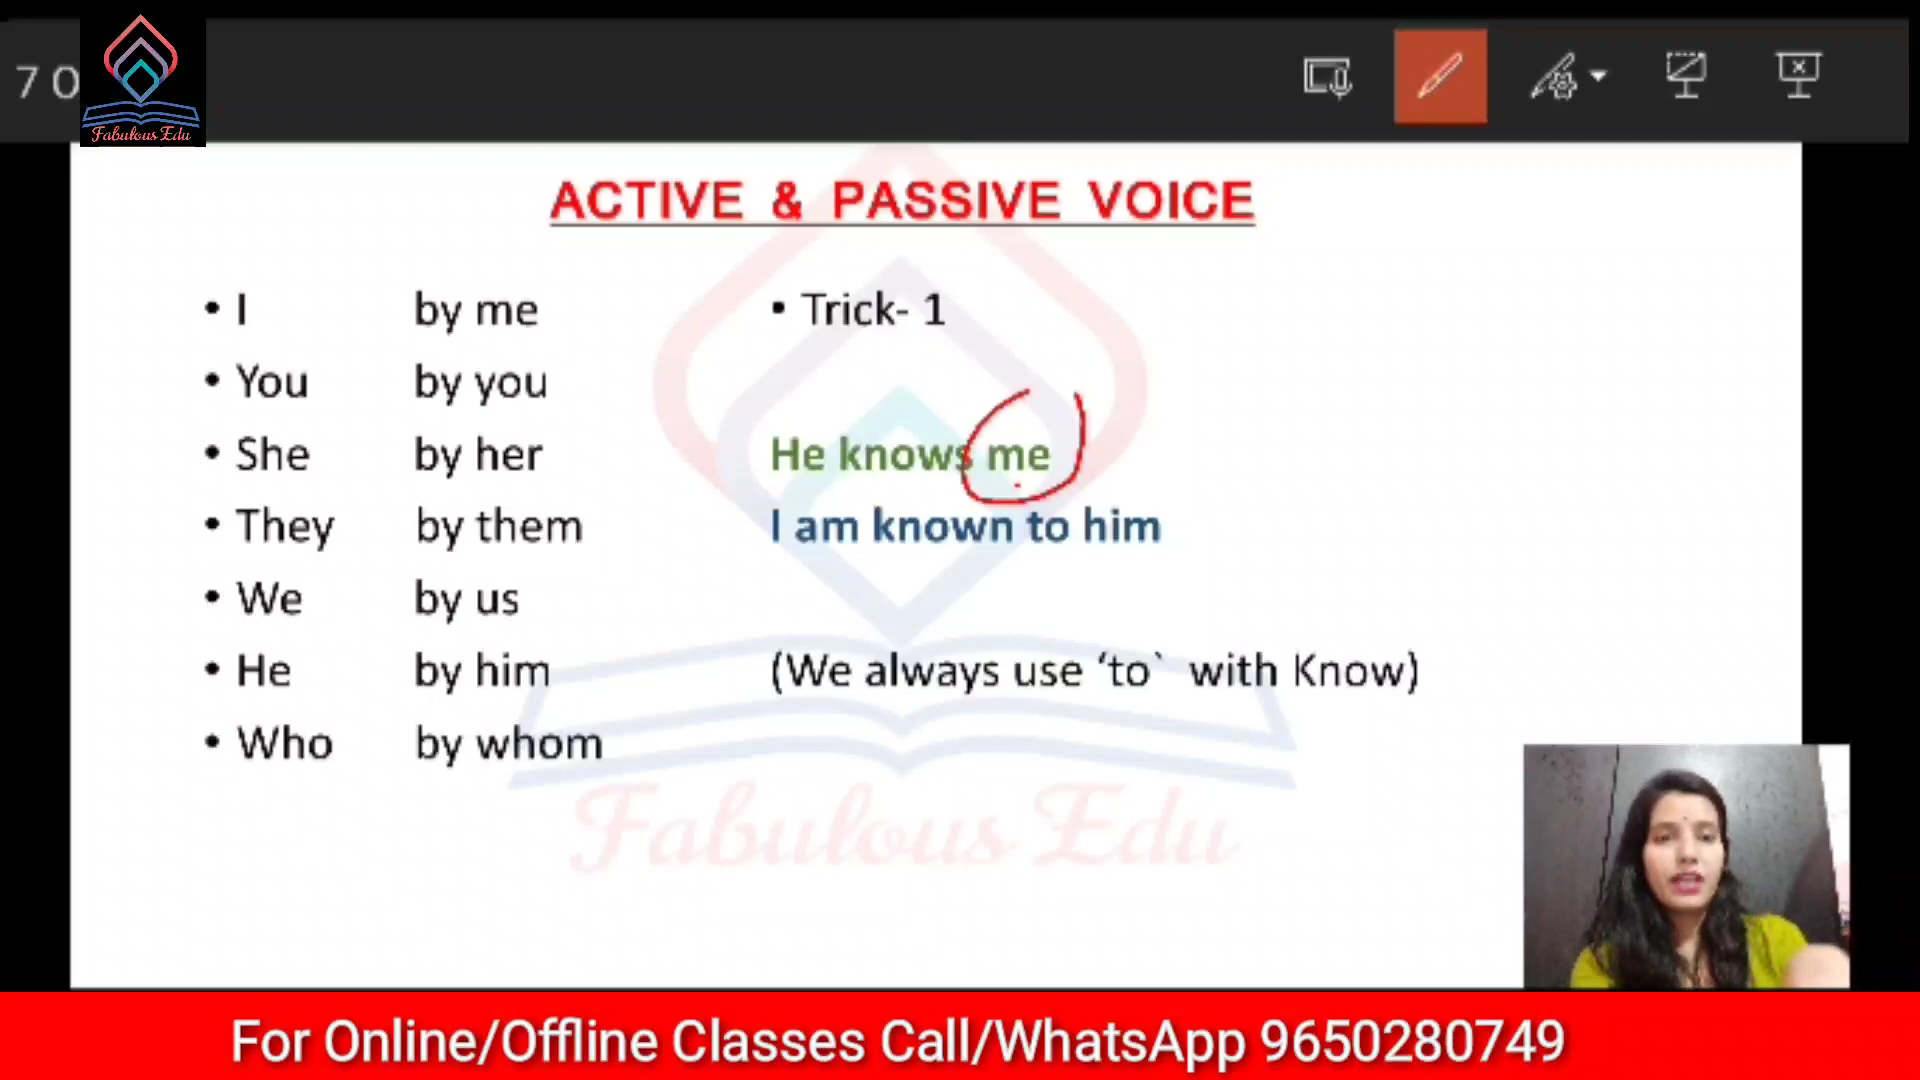 7 O
Fabulous Edu
ACTIVE & PASSIVE VOICE
• I by me
• You by you
• She by her
• They by them
• We by us
• He by him
• Who by whom
• Trick- 1
He knows me
I am known to him
(We always use ‘to` with Know)
Fabulous Edu
For Online/Offline Classes Call/WhatsApp 9650280749